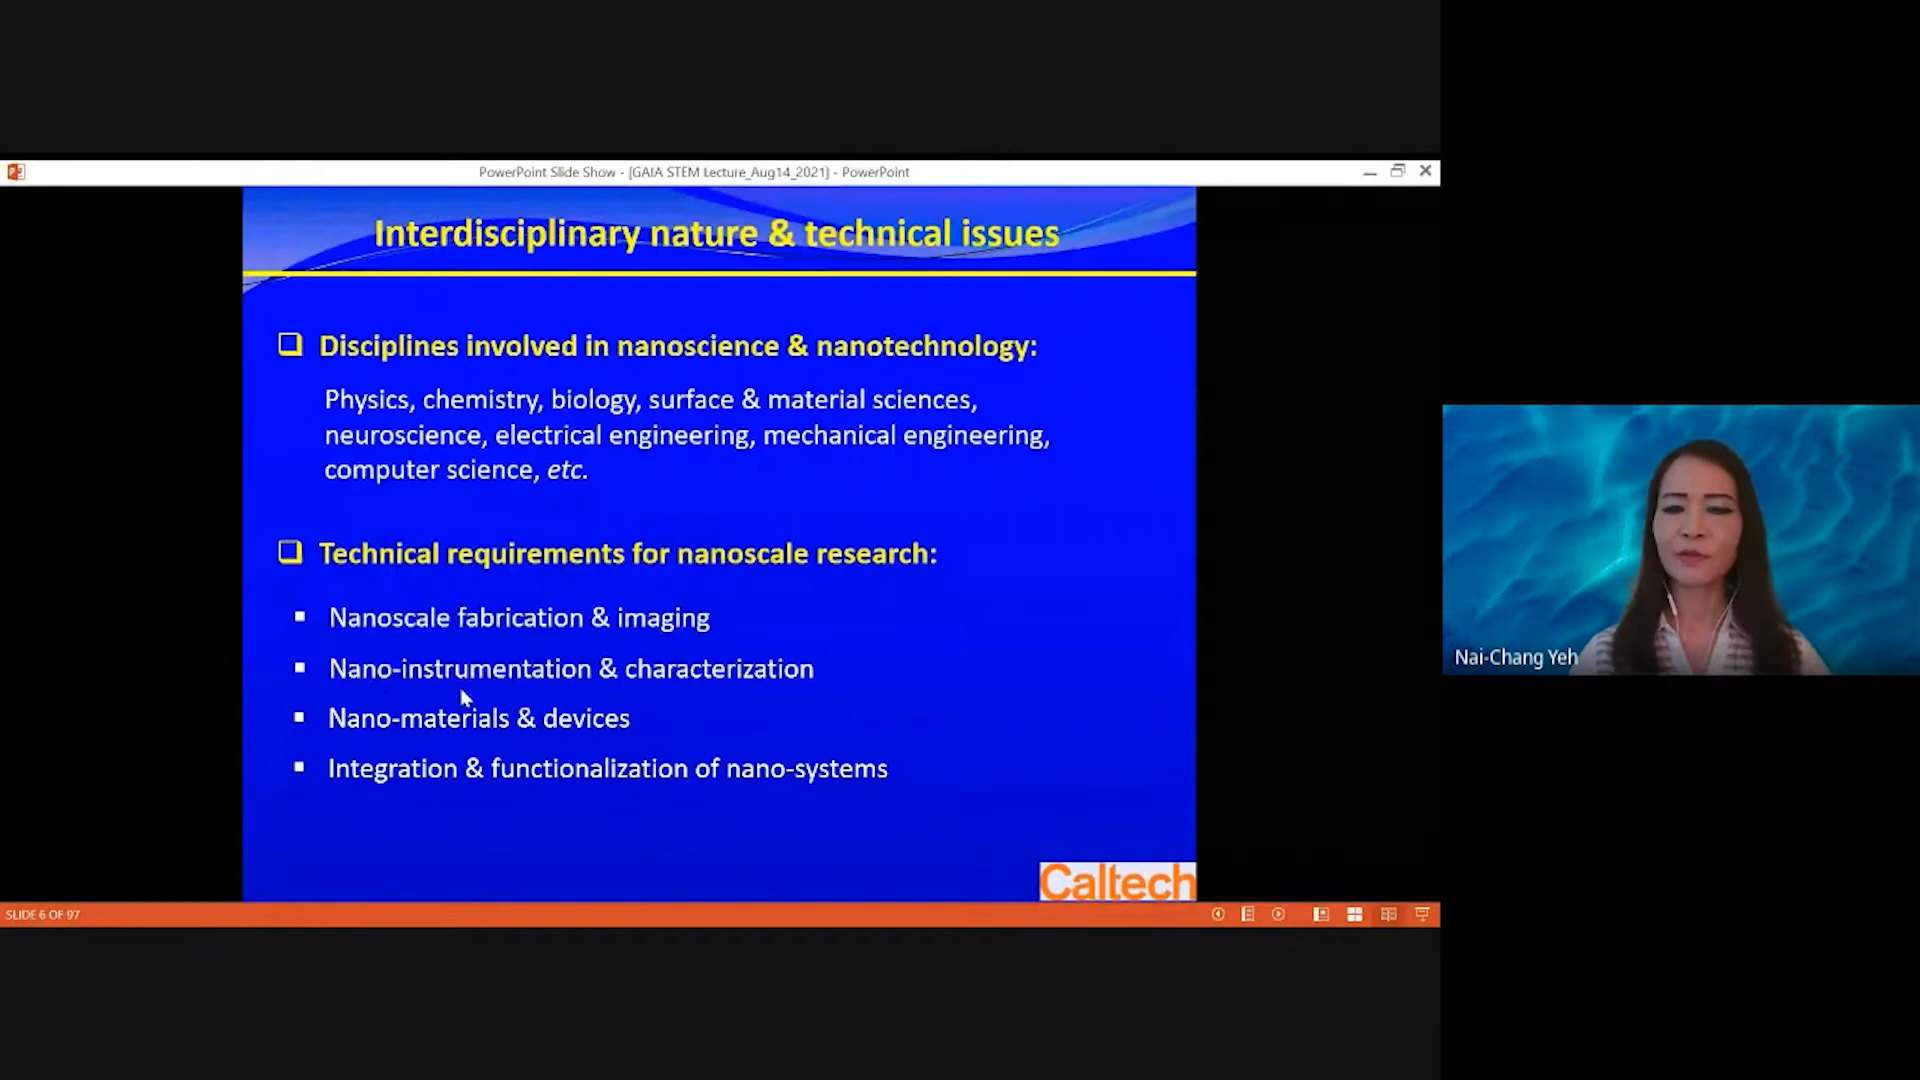 PowerPoint Slide Show - [GAIA STEM Lecture_Aug14_2021] - PowerPoint
Interdisciplinary nature & technical issues
Disciplines involved in nanoscience & nanotechnology:
Physics, chemistry, biology, surface & material sciences,
neuroscience, electrical engineering, mechanical engineering,
computer science, etc.
Technical requirements for nanoscale research:
Nanoscale fabrication & imaging
Nano-instrumentation & characterization
Nano-materials & devices
Integration & functionalization of nano-systems
Caltech
SLIDE 6 OF 97
Nai-Chang Yeh